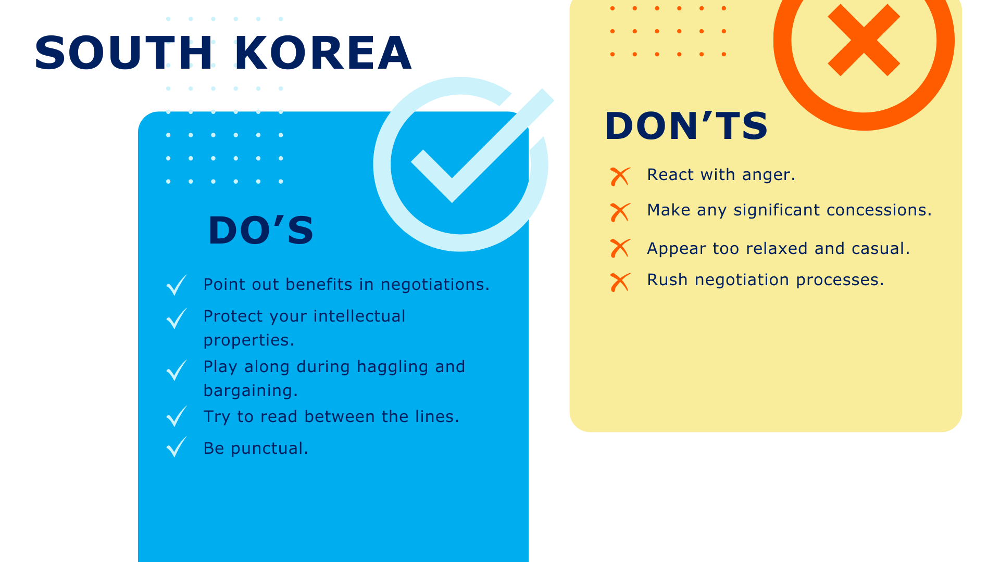 SOUTH KOREA
DO’S
Point out benefits in negotiations.
Protect your intellectual
properties.
Play along during haggling and
bargaining.
Try to read between the lines.
Be punctual.
DON’TS
React with anger.
Make any significant concessions.
Appear too relaxed and casual.
Rush negotiation processes.